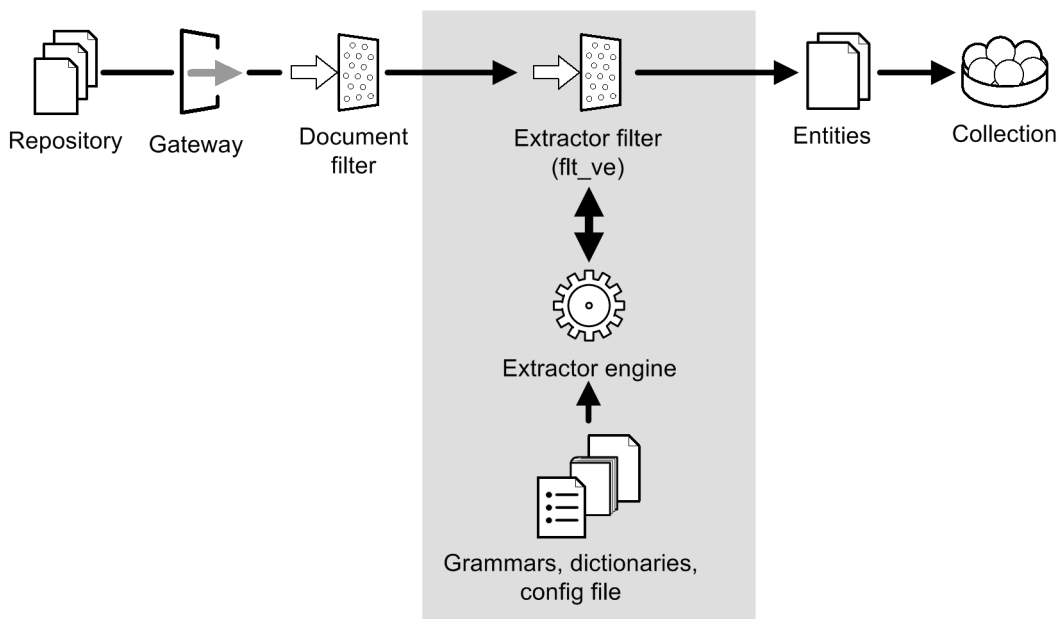 Repository
Gateway
Document
filter
Extractor filter
(flt_ve)
Entities
Collection
Extractor engine
Grammars, dictionaries,
config file